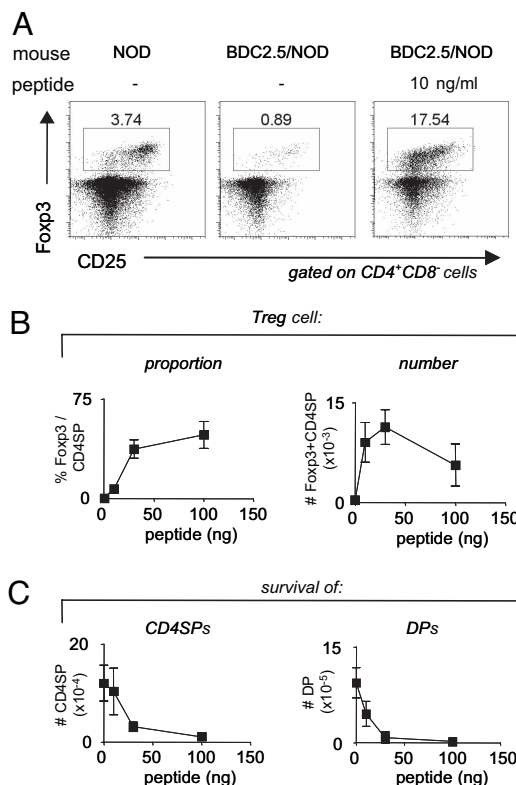 A
mouse NOD BDC2.5/NOD BDC2.5/NOD
peptide - - 10 ng/ml
3.74 0.89 17.54
Foxp3
CD25
gated on CD4⁺CD8⁻ cells
B
Treg cell:
proportion number
% Foxp3 / CD4SP
75
0
0 50 100 150
peptide (ng)
# Foxp3+CD4SP (x10⁻³)
15
0
0 50 100 150
peptide (ng)
C
survival of:
CD4SPs DPs
# CD4SP (x10⁻⁴)
20
0
0 50 100 150
peptide (ng)
# DP (x10⁻⁵)
15
0
0 50 100 150
peptide (ng)